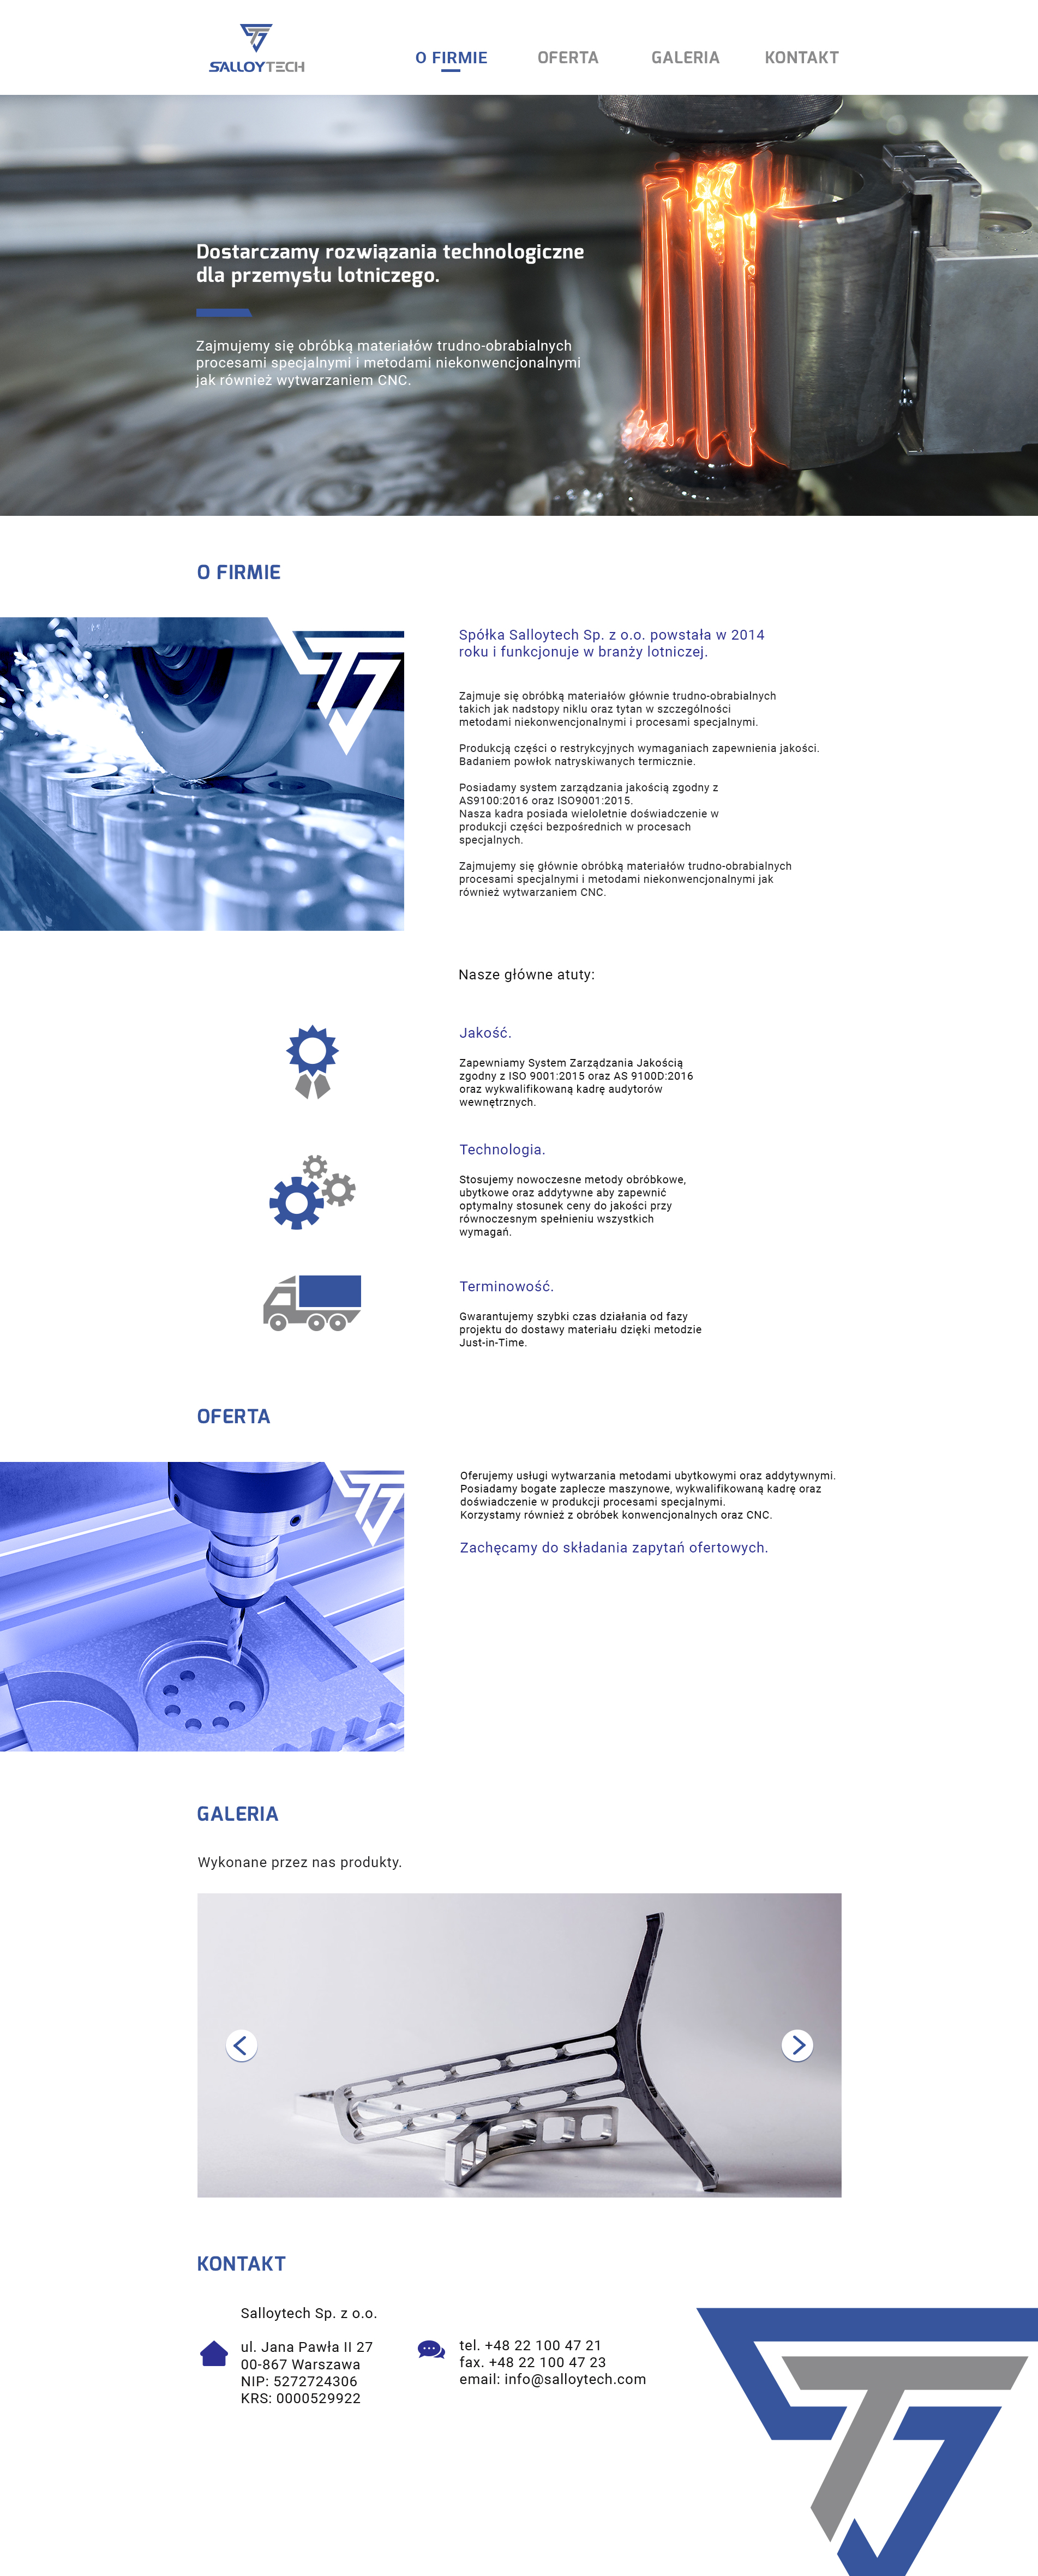 SALLOYTECH
O FIRMIE
OFERTA
GALERIA
KONTAKT
Dostarczamy rozwiązania technologiczne
dla przemysłu lotniczego.
Zajmujemy się obróbką materiałów trudno-obrabialnych
procesami specjalnymi i metodami niekonwencjonalnymi
jak również wytwarzaniem CNC.
O FIRMIE
Spółka Salloytech Sp. z o.o. powstała w 2014
roku i funkcjonuje w branży lotniczej.
Zajmuje się obróbką materiałów głównie trudno-obrabialnych
takich jak nadstopy niklu oraz tytan w szczególności
metodami niekonwencjonalnymi i procesami specjalnymi.
Produkcją części o restrykcyjnych wymaganiach zapewnienia jakości.
Badaniem powłok natryskiwanych termicznie.
Posiadamy system zarządzania jakością zgodny z
AS9100:2016 oraz ISO9001:2015.
Nasza kadra posiada wieloletnie doświadczenie w
produkcji części bezpośrednich w procesach
specjalnych.
Zajmujemy się głównie obróbką materiałów trudno-obrabialnych
procesami specjalnymi i metodami niekonwencjonalnymi jak
również wytwarzaniem CNC.
Nasze główne atuty:
Jakość.
Zapewniamy System Zarządzania Jakością
zgodny z ISO 9001:2015 oraz AS 9100D:2016
oraz wykwalifikowaną kadrę audytorów
wewnętrznych.
Technologia.
Stosujemy nowoczesne metody obróbkowe,
ubytkowe oraz addytywne aby zapewnić
optymalny stosunek ceny do jakości przy
równoczesnym spełnieniu wszystkich
wymagań.
Terminowość.
Gwarantujemy szybki czas działania od fazy
projektu do dostawy materiału dzięki metodzie
Just-in-Time.
OFERTA
Oferujemy usługi wytwarzania metodami ubytkowymi oraz addytywnymi.
Posiadamy bogate zaplecze maszynowe, wykwalifikowaną kadrę oraz
doświadczenie w produkcji procesami specjalnymi.
Korzystamy również z obróbek konwencjonalnych oraz CNC.
Zachęcamy do składania zapytań ofertowych.
GALERIA
Wykonane przez nas produkty.
KONTAKT
Salloytech Sp. z o.o.
ul. Jana Pawła II 27
00-867 Warszawa
NIP: 5272724306
KRS: 0000529922
tel. +48 22 100 47 21
fax. +48 22 100 47 23
email: info@salloytech.com